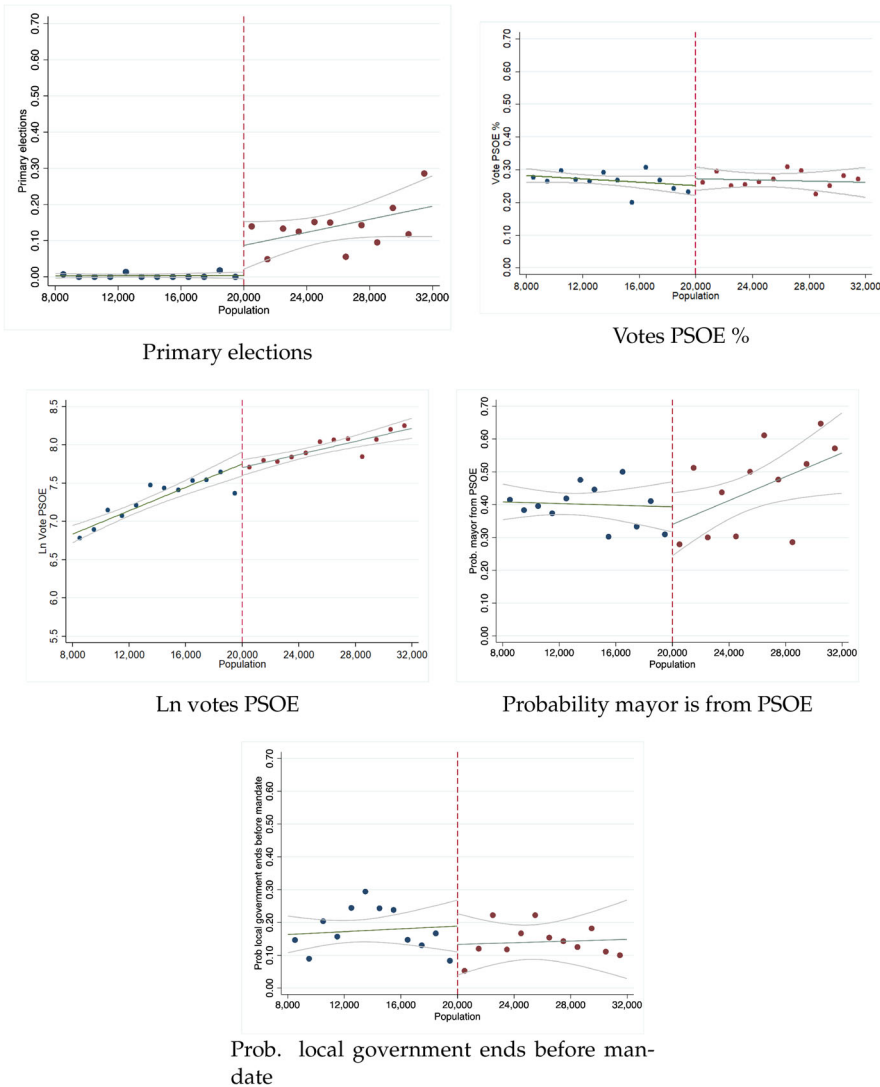 Primary elections
0.70
0.60
0.50
0.40
0.30
0.20
0.10
0.00
8,000 12,000 16,000 20,000 24,000 28,000 32,000
Population
Primary elections
Vote PSOE %
0.70
0.60
0.50
0.40
0.30
0.20
0.10
0.00
8,000 12,000 16,000 20,000 24,000 28,000 32,000
Population
Votes PSOE %
Ln Vote PSOE
8.5
8.0
7.5
7.0
6.5
6.0
5.5
8,000 12,000 16,000 20,000 24,000 28,000 32,000
Population
Ln votes PSOE
Prob. mayor from PSOE
0.70
0.60
0.50
0.40
0.30
0.20
0.10
0.00
8,000 12,000 16,000 20,000 24,000 28,000 32,000
Population
Probability mayor is from PSOE
Prob local government ends before mandate
0.70
0.60
0.50
0.40
0.30
0.20
0.10
0.00
8,000 12,000 16,000 20,000 24,000 28,000 32,000
Population
Prob. local government ends before man-
date